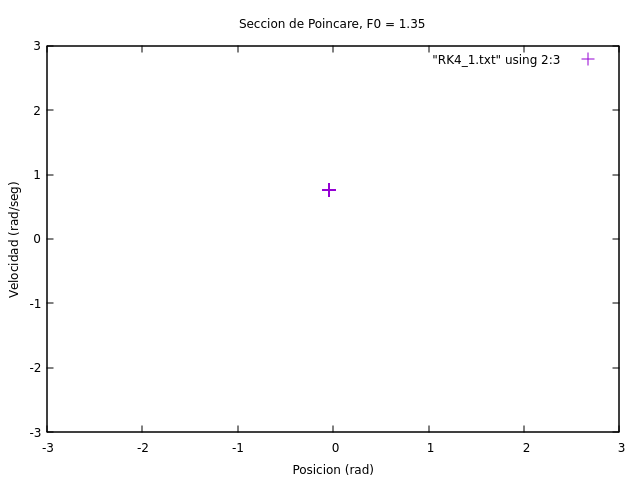 Seccion de Poincare, F0 = 1.35
"RK4_1.txt" using 2:3
3
2
1
0
-1
-2
-3
Velocidad (rad/seg)
-3 -2 -1 0 1 2 3
Posicion (rad)